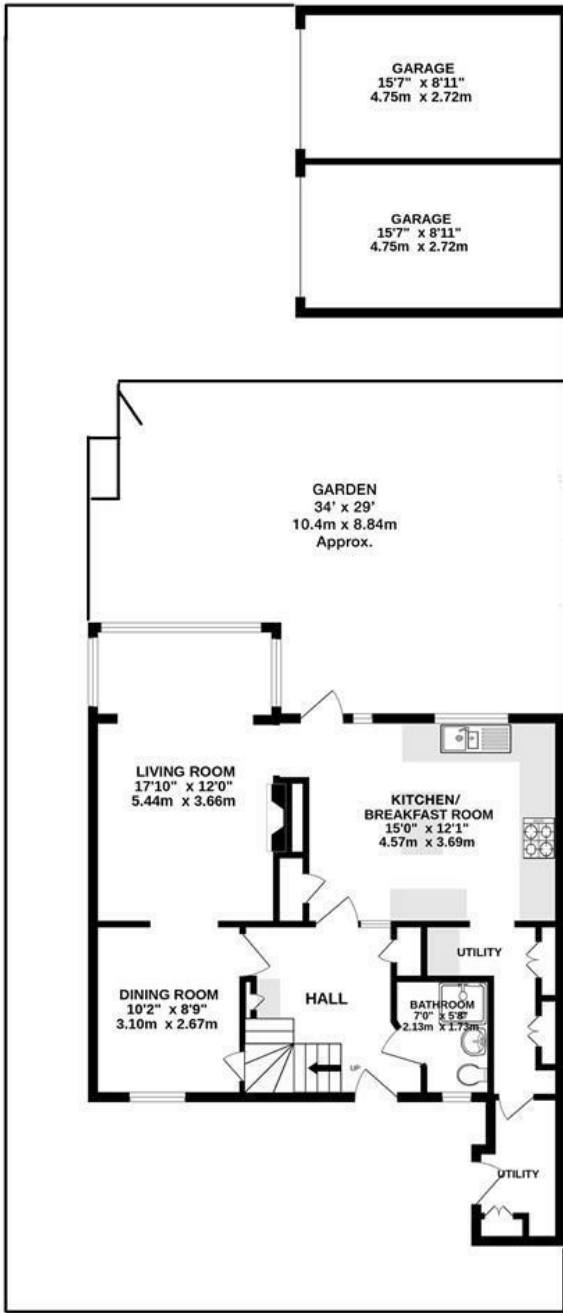 GARAGE
15'7" x 8'11"
4.75m x 2.72m
GARAGE
15'7" x 8'11"
4.75m x 2.72m
GARDEN
34' x 29'
10.4m x 8.84m
Approx.
LIVING ROOM
17'10" x 12'0"
5.44m x 3.66m
KITCHEN/
BREAKFAST ROOM
15'0" x 12'1"
4.57m x 3.69m
UTILITY
DINING ROOM
10'2" x 8'9"
3.10m x 2.67m
HALL
BATHROOM
7'0" x 5'8"
2.13m x 1.73m
UP
UTILITY